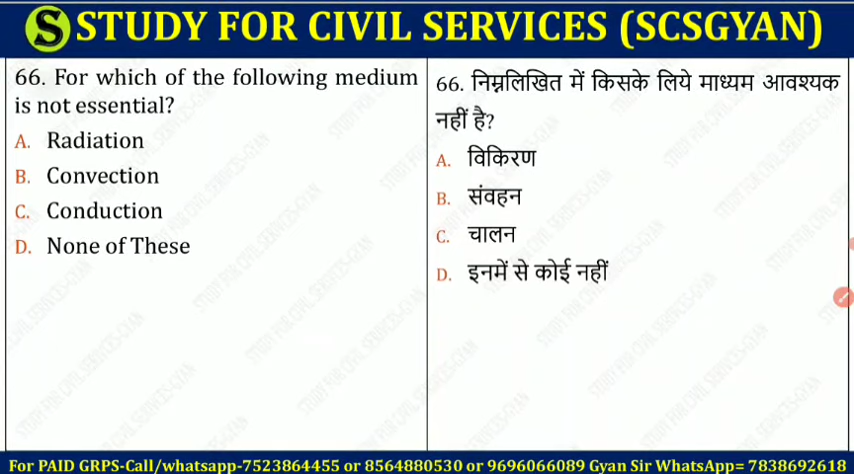 S STUDY FOR CIVIL SERVICES (SCSGYAN)
66. For which of the following medium
is not essential?
A. Radiation
B. Convection
C. Conduction
D. None of These
66. निम्नलिखित में किसके लिये माध्यम आवश्यक
नहीं है?
A. विकिरण
B. संवहन
C. चालन
D. इनमें से कोई नहीं
For PAID GRPS-Call/whatsapp-7523864455 or 8564880530 or 9696066089 Gyan Sir WhatsApp= 7838692618